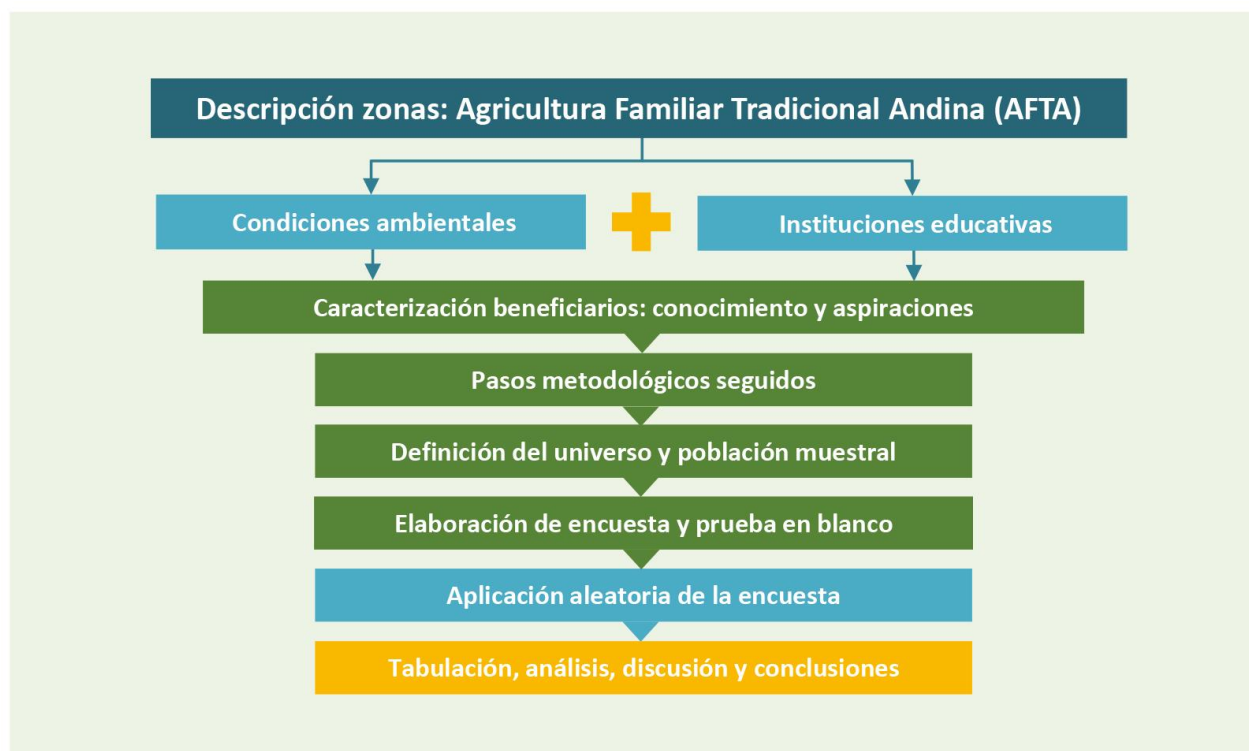 Descripción zonas: Agricultura Familiar Tradicional Andina (AFTA)
Condiciones ambientales
Instituciones educativas
Caracterización beneficiarios: conocimiento y aspiraciones
Pasos metodológicos seguidos
Definición del universo y población muestral
Elaboración de encuesta y prueba en blanco
Aplicación aleatoria de la encuesta
Tabulación, análisis, discusión y conclusiones